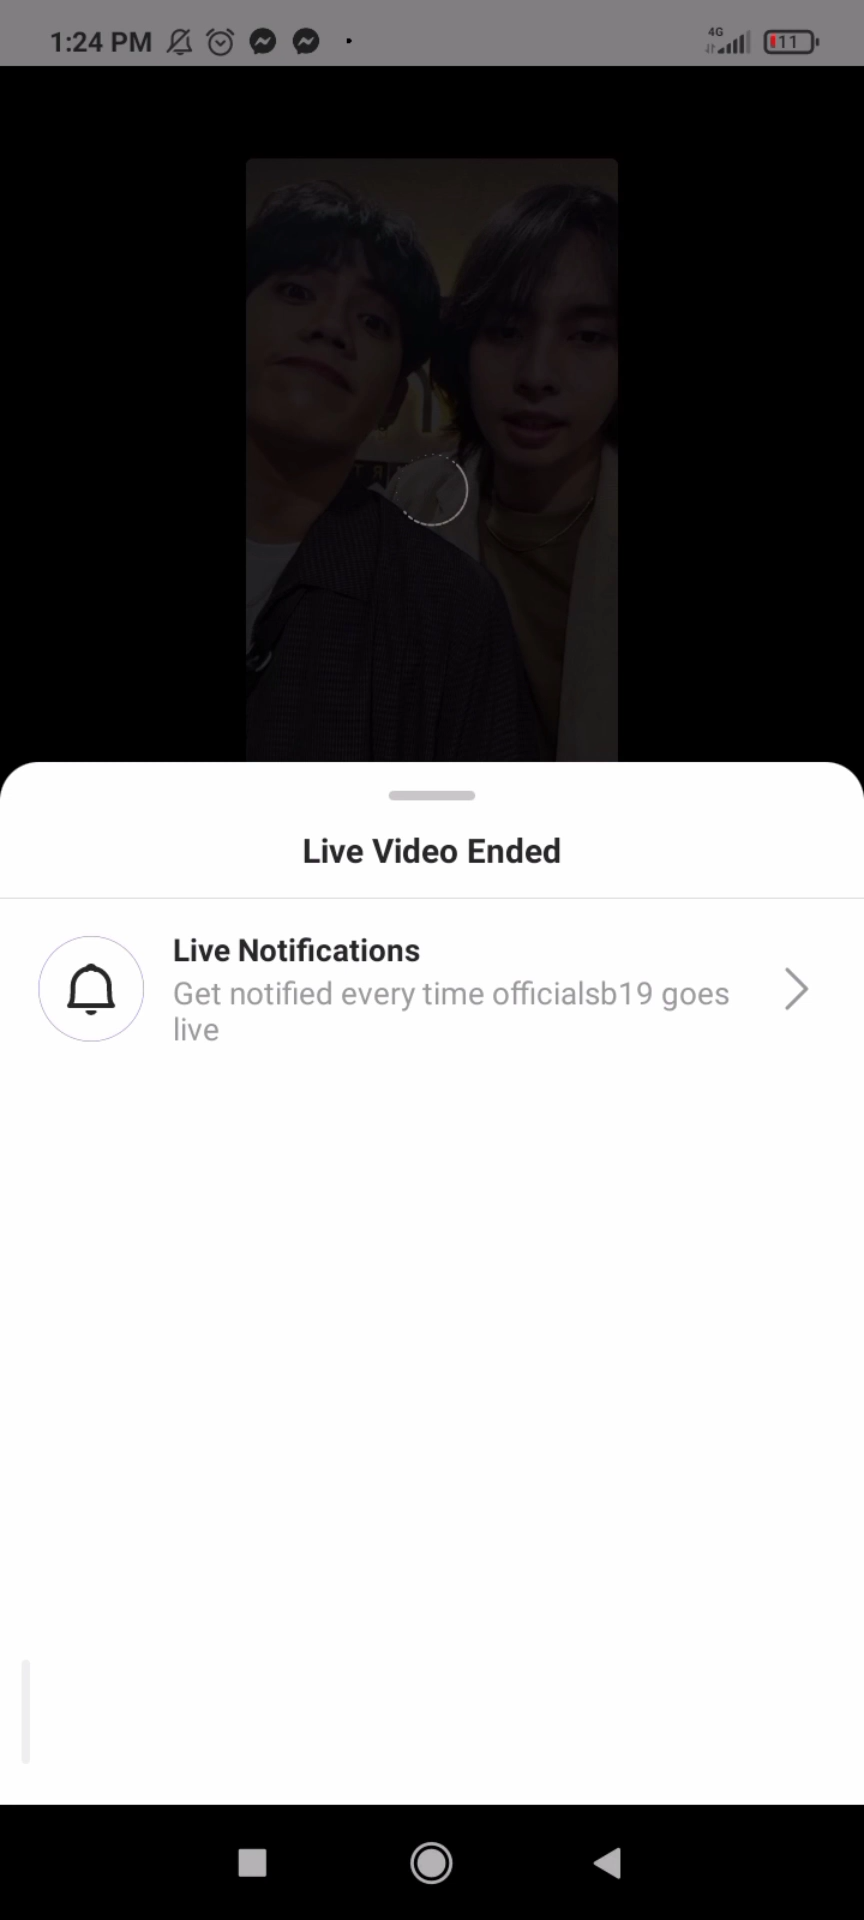 1:24 PM
4G
11
Live Video Ended
Live Notifications
Get notified every time officialsb19 goes
live